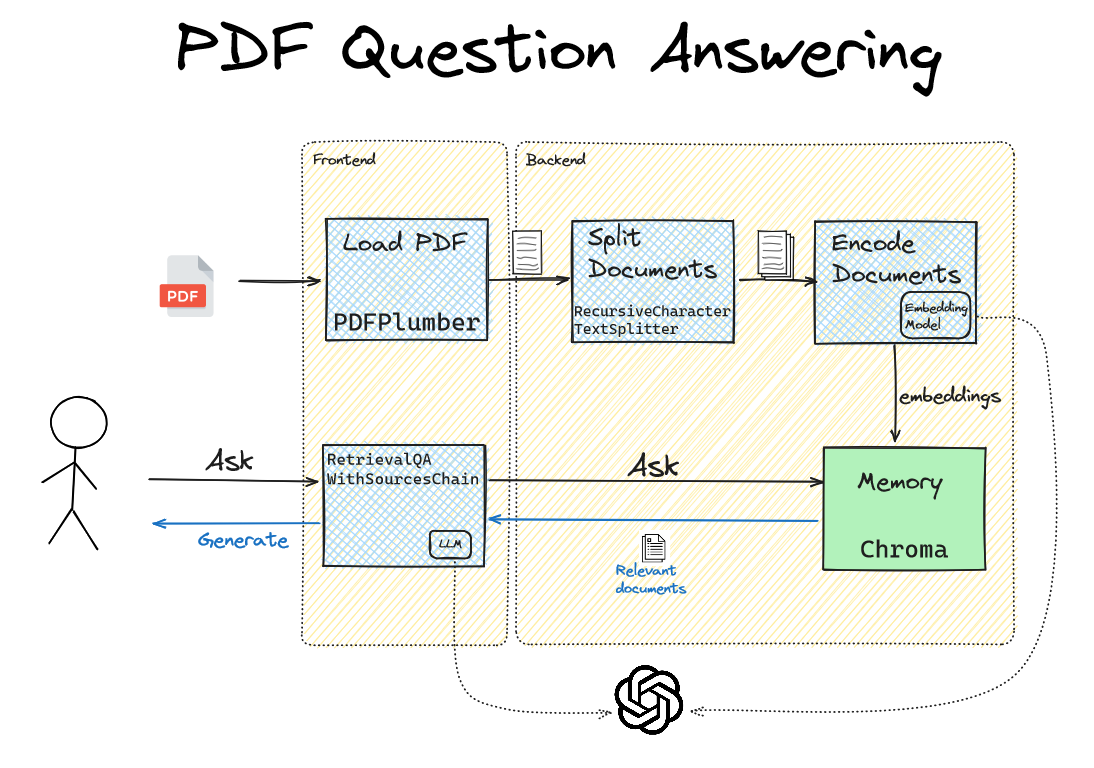 PDF Question Answering
Frontend
Backend
Load PDF
PDFPlumber
Split
Documents
RecursiveCharacter
TextSplitter
Encode
Documents
Embedding
Model
PDF
embeddings
Ask
RetrievalQA
WithSourcesChain
LLM
Generate
Ask
Relevant
documents
Memory
Chroma